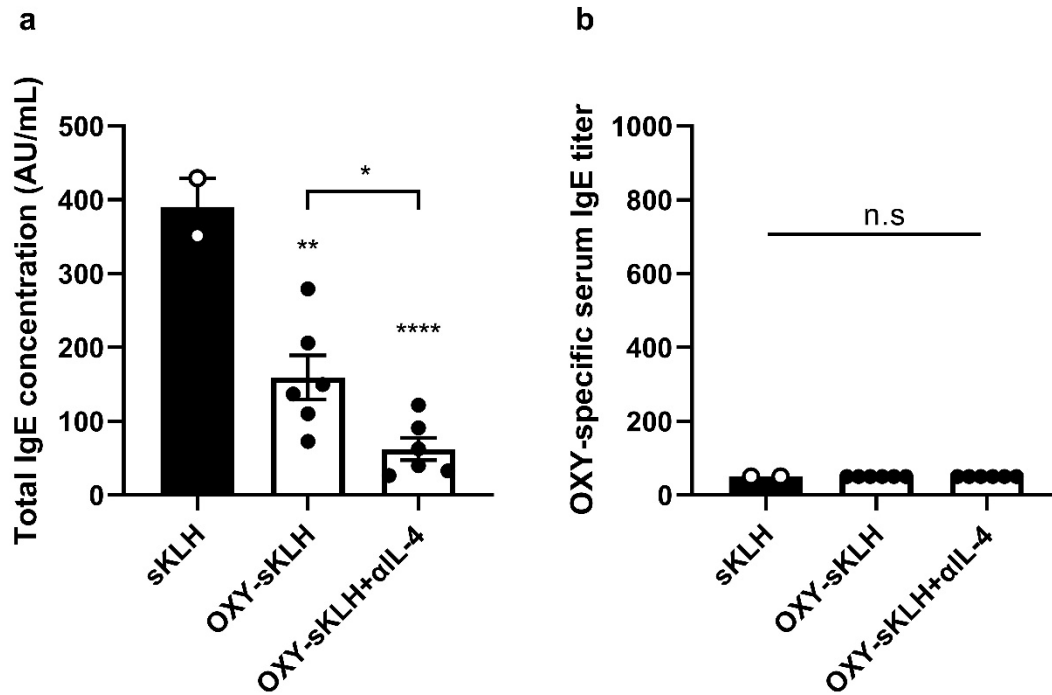 a
Total IgE concentration (AU/mL)
500
400
300
200
100
0
*
**
****
sKLH
OXY-sKLH
OXY-sKLH+αIL-4
b
OXY-specific serum IgE titer
1000
800
600
400
200
0
n.s
sKLH
OXY-sKLH
OXY-sKLH+αIL-4